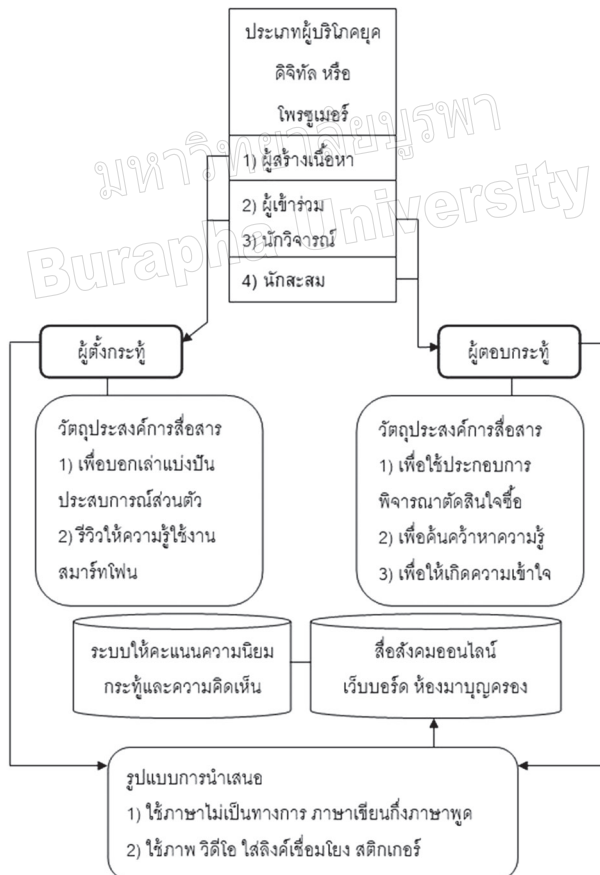 ประเภทผู้บริโภคยุค
ดิจิทัล หรือ
โพรซูเมอร์
มหาวิทยาลัยบูรพา
Burapha University
1) ผู้สร้างเนื้อหา
2) ผู้เข้าร่วม
3) นักวิจารณ์
4) นักสะสม
ผู้ตั้งกระทู้
ผู้ตอบกระทู้
วัตถุประสงค์การสื่อสาร
1) เพื่อบอกเล่าแบ่งปัน
ประสบการณ์ส่วนตัว
2) รีวิวให้ความรู้ใช้งาน
สมาร์ทโฟน
วัตถุประสงค์การสื่อสาร
1) เพื่อใช้ประกอบการ
พิจารณาตัดสินใจซื้อ
2) เพื่อค้นคว้าหาความรู้
3) เพื่อให้เกิดความเข้าใจ
ระบบให้คะแนนความนิยม
กระทู้และความคิดเห็น
สื่อสังคมออนไลน์
เว็บบอร์ด ห้องมาบุญครอง
รูปแบบการนำเสนอ
1) ใช้ภาษาไม่เป็นทางการ ภาษาเขียนกึ่งภาษาพูด
2) ใช้ภาพ วิดีโอ ใส่ลิงค์เชื่อมโยง สติกเกอร์